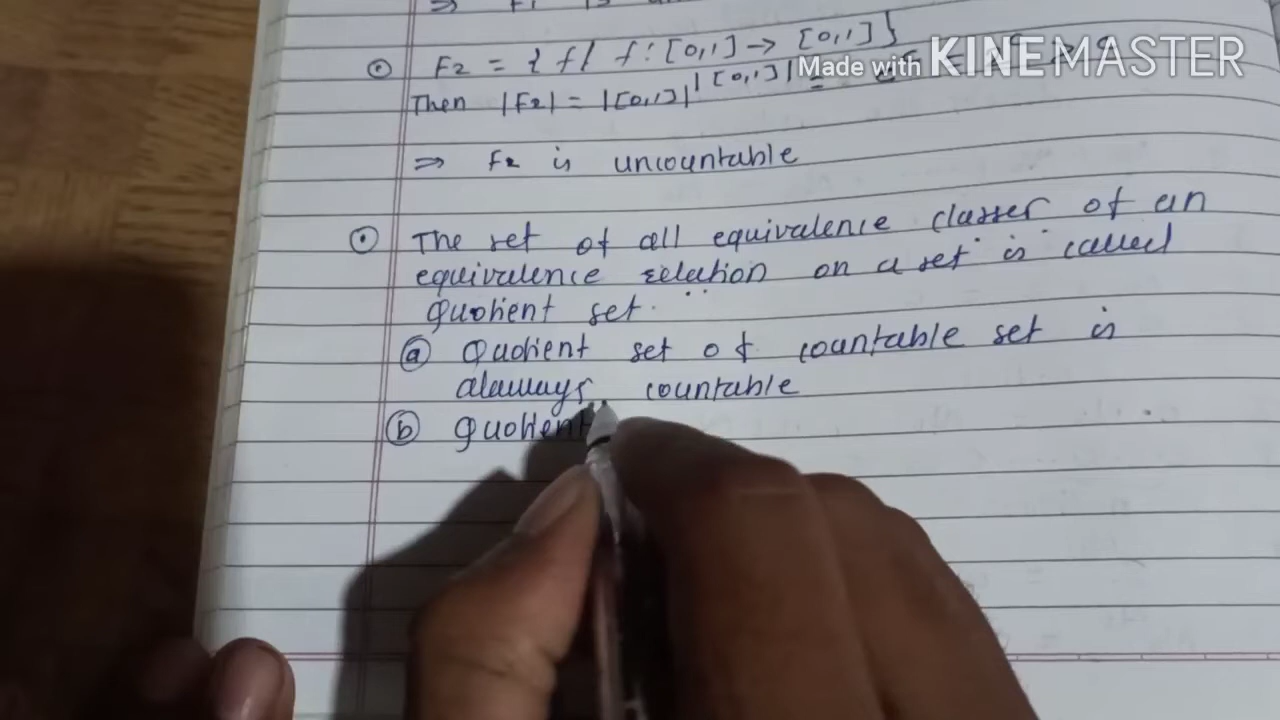 ⊙ F2 = { f / f : [0,1] → [0,1] }
Made with KINEMASTER
Then |F2| = |[0,1]|^|[0,1]| =
⇒ F2 is uncountable
⊙ The set of all equivalence classes of an
equivalence relation on a set is called
quotient set.
ⓐ Quotient set of countable set is
alaways countable
ⓑ Quotient